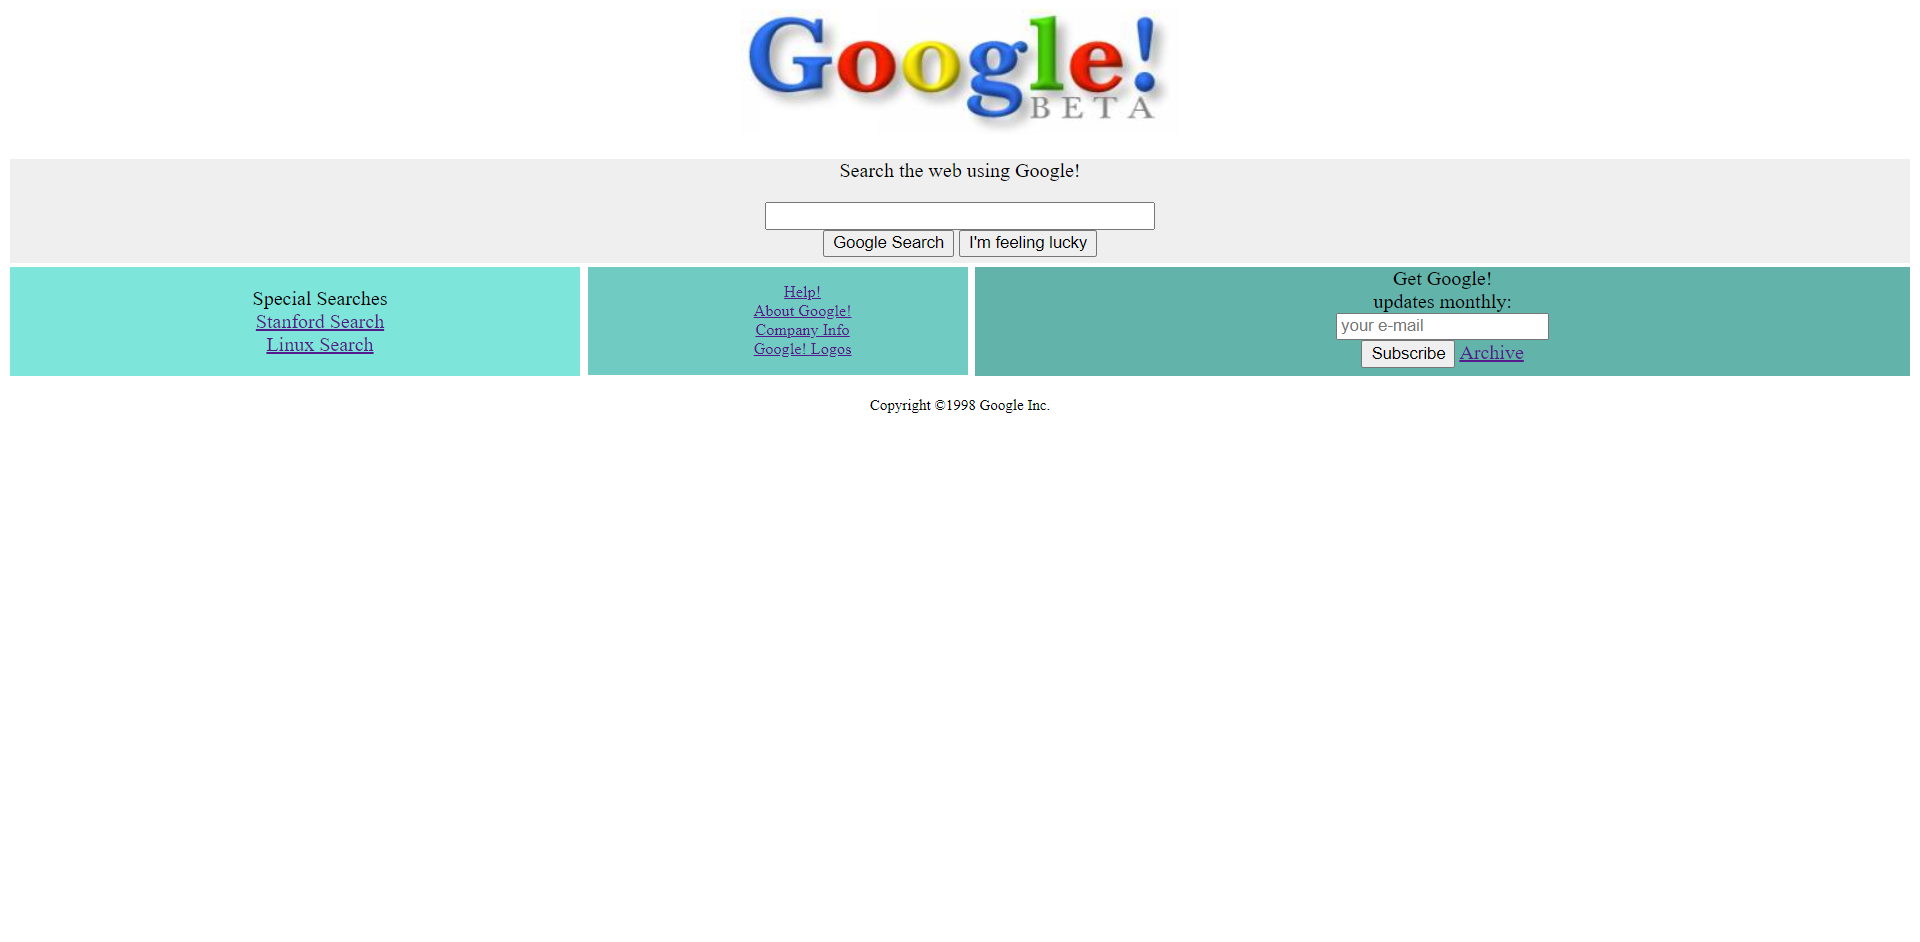 Google!
BETA
Search the web using Google!
Google Search I'm feeling lucky
Special Searches
Stanford Search
Linux Search
Help!
About Google!
Company Info
Google! Logos
Get Google!
updates monthly:
your e-mail
Subscribe Archive
Copyright ©1998 Google Inc.